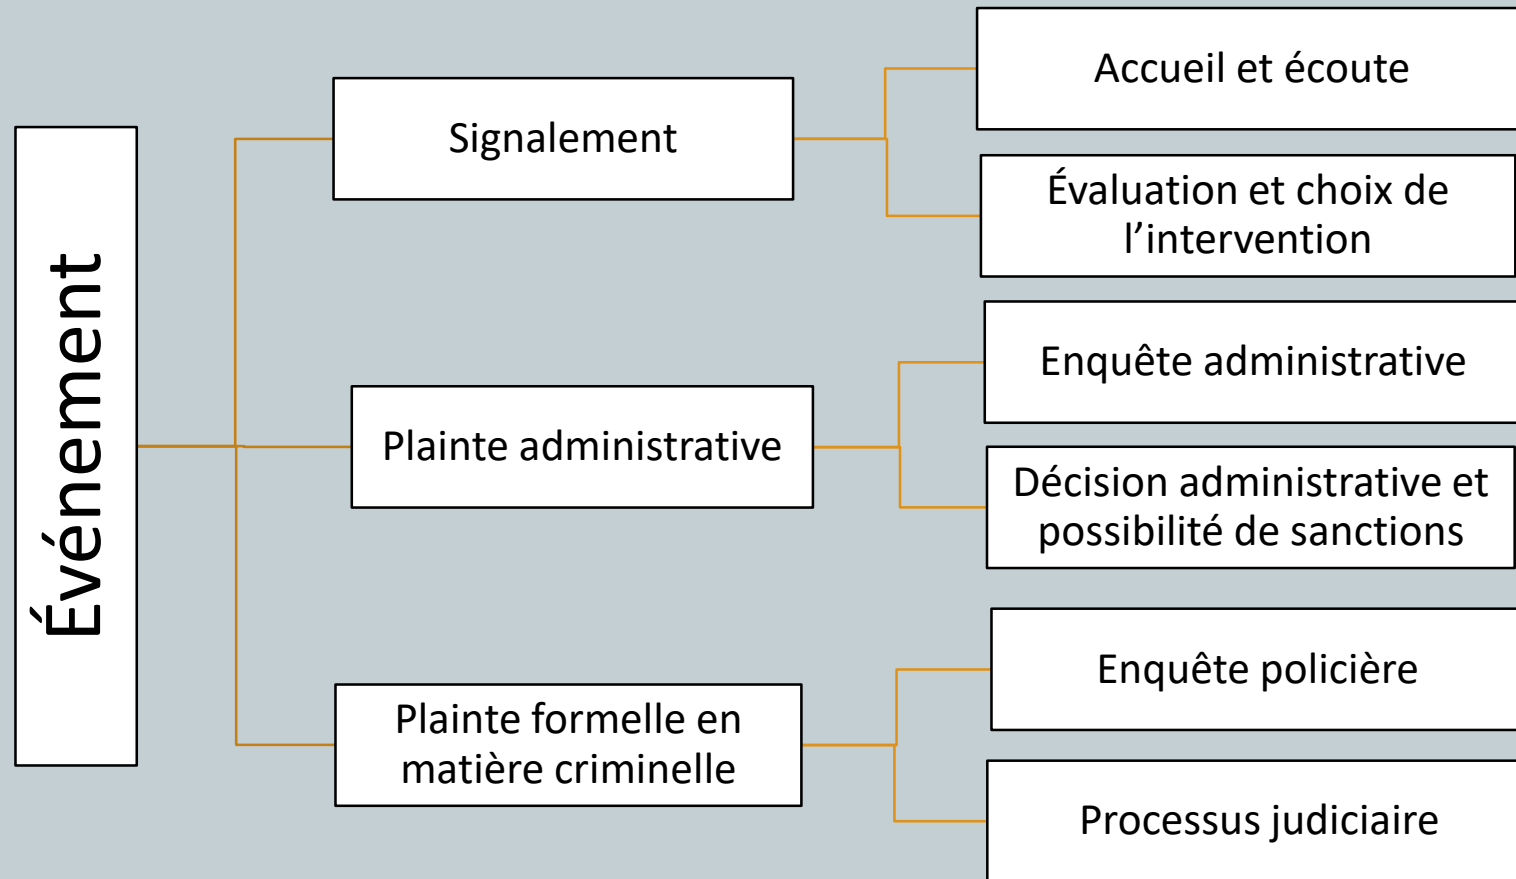 Événement
Signalement
Accueil et écoute
Évaluation et choix de
l’intervention
Plainte administrative
Enquête administrative
Décision administrative et
possibilité de sanctions
Plainte formelle en
matière criminelle
Enquête policière
Processus judiciaire